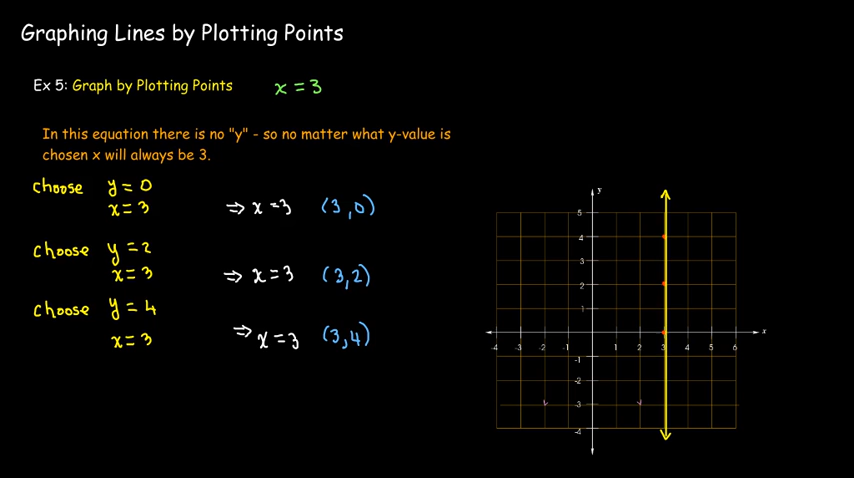 Graphing Lines by Plotting Points
Ex 5: Graph by Plotting Points x = 3
In this equation there is no "y" - so no matter what y-value is
chosen x will always be 3.
choose y = 0
x = 3 ⇒ x = 3 (3,0)
choose y = 2
x = 3 ⇒ x = 3 (3,2)
choose y = 4
x = 3 ⇒ x = 3 (3,4)
y
5
4
3
2
1
-4 -3 -2 -1 1 2 3 4 5 6 x
-1
-2
-3
-4